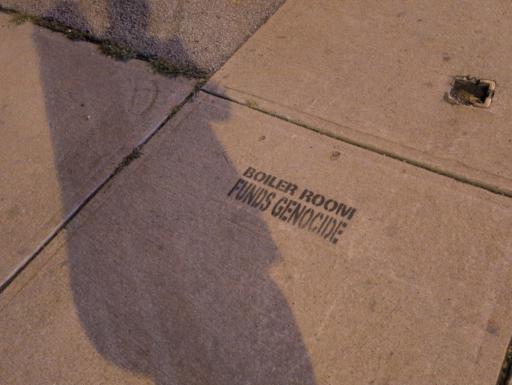 BOILER ROOM
FUNDS GENOCIDE